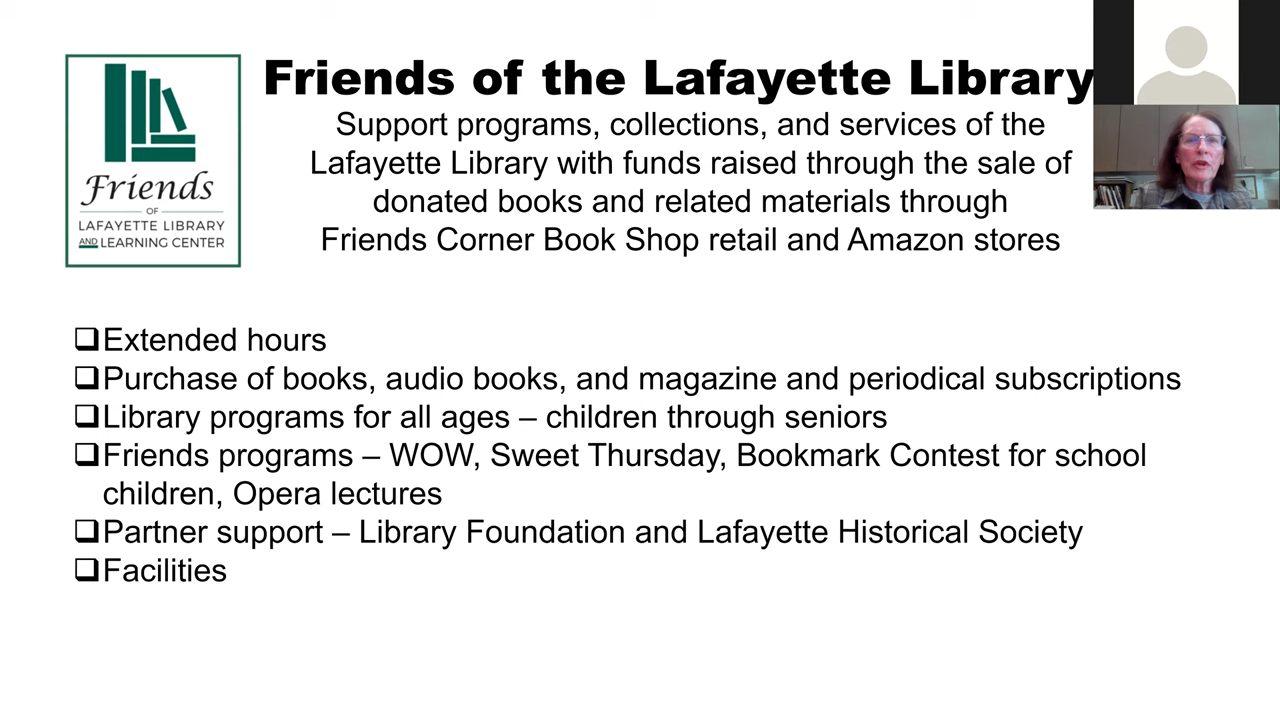 Friends of the Lafayette Library
Support programs, collections, and services of the
Lafayette Library with funds raised through the sale of
donated books and related materials through
Friends Corner Book Shop retail and Amazon stores
Friends
OF
LAFAYETTE LIBRARY
AND LEARNING CENTER
❑Extended hours
❑Purchase of books, audio books, and magazine and periodical subscriptions
❑Library programs for all ages – children through seniors
❑Friends programs – WOW, Sweet Thursday, Bookmark Contest for school
children, Opera lectures
❑Partner support – Library Foundation and Lafayette Historical Society
❑Facilities